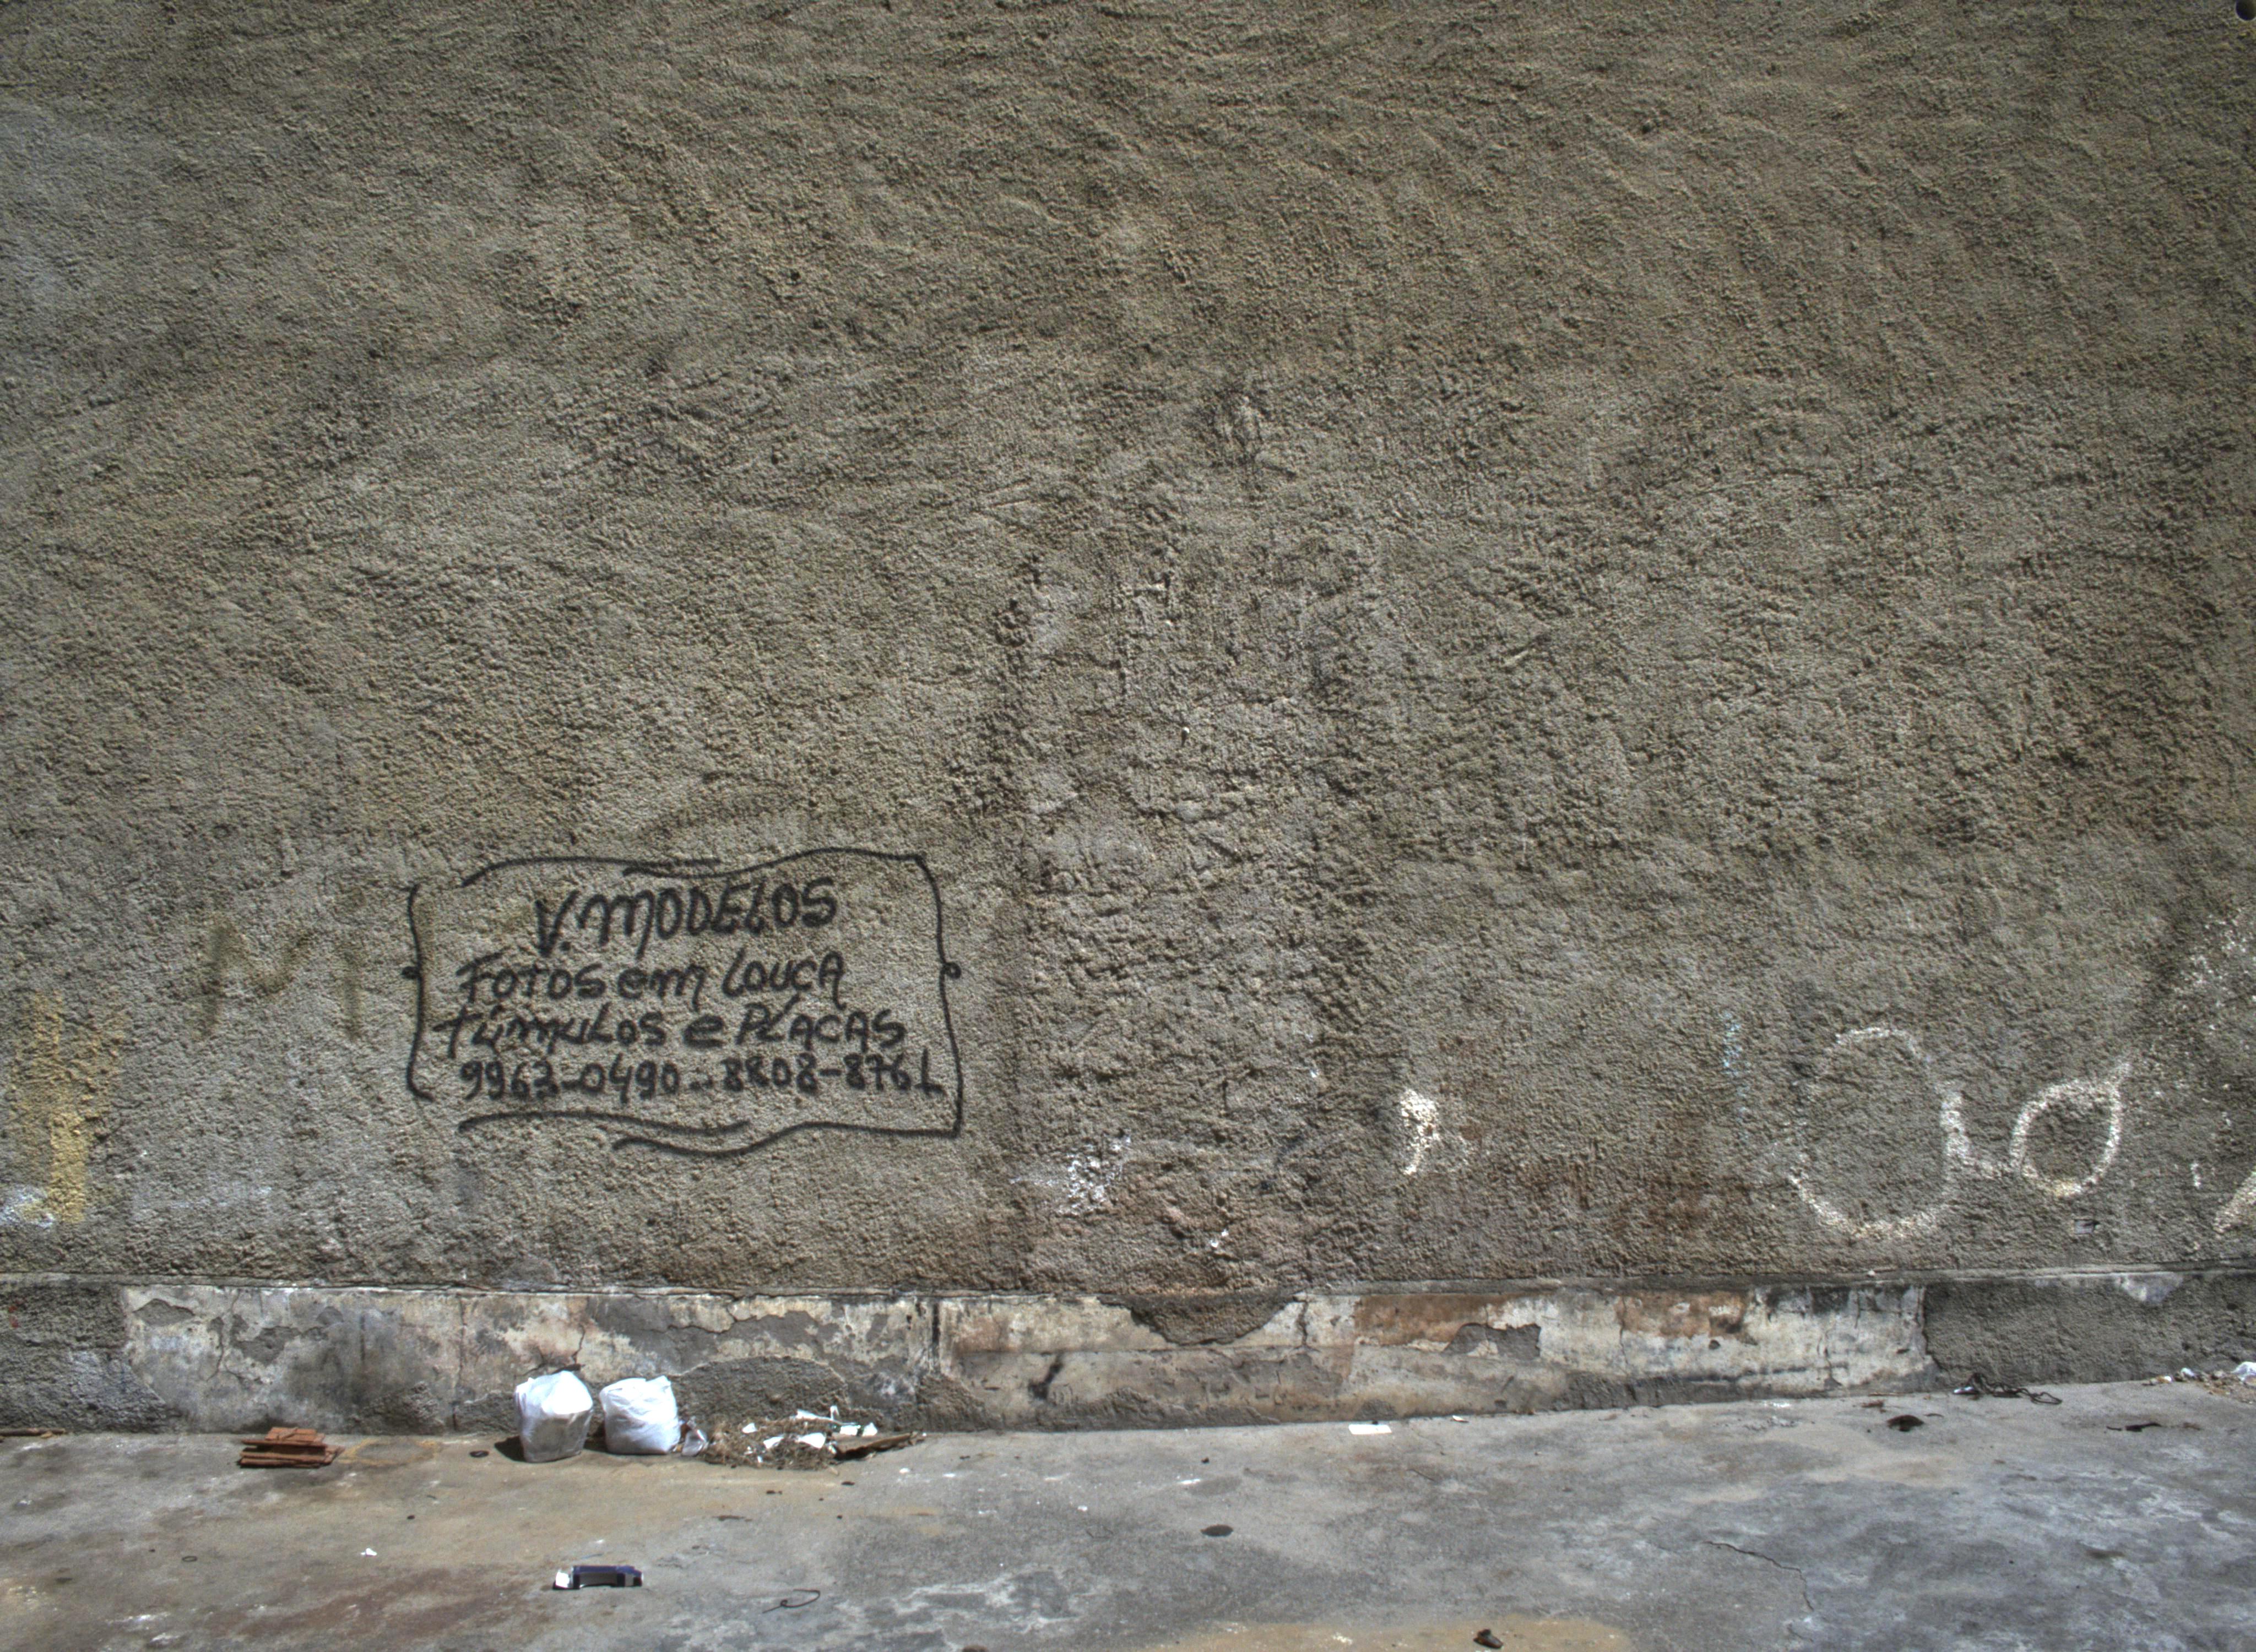 V. MODELOS
FOTOS em LOUÇA
TÚMULOS e PLACAS
9963-0490--8808-8761